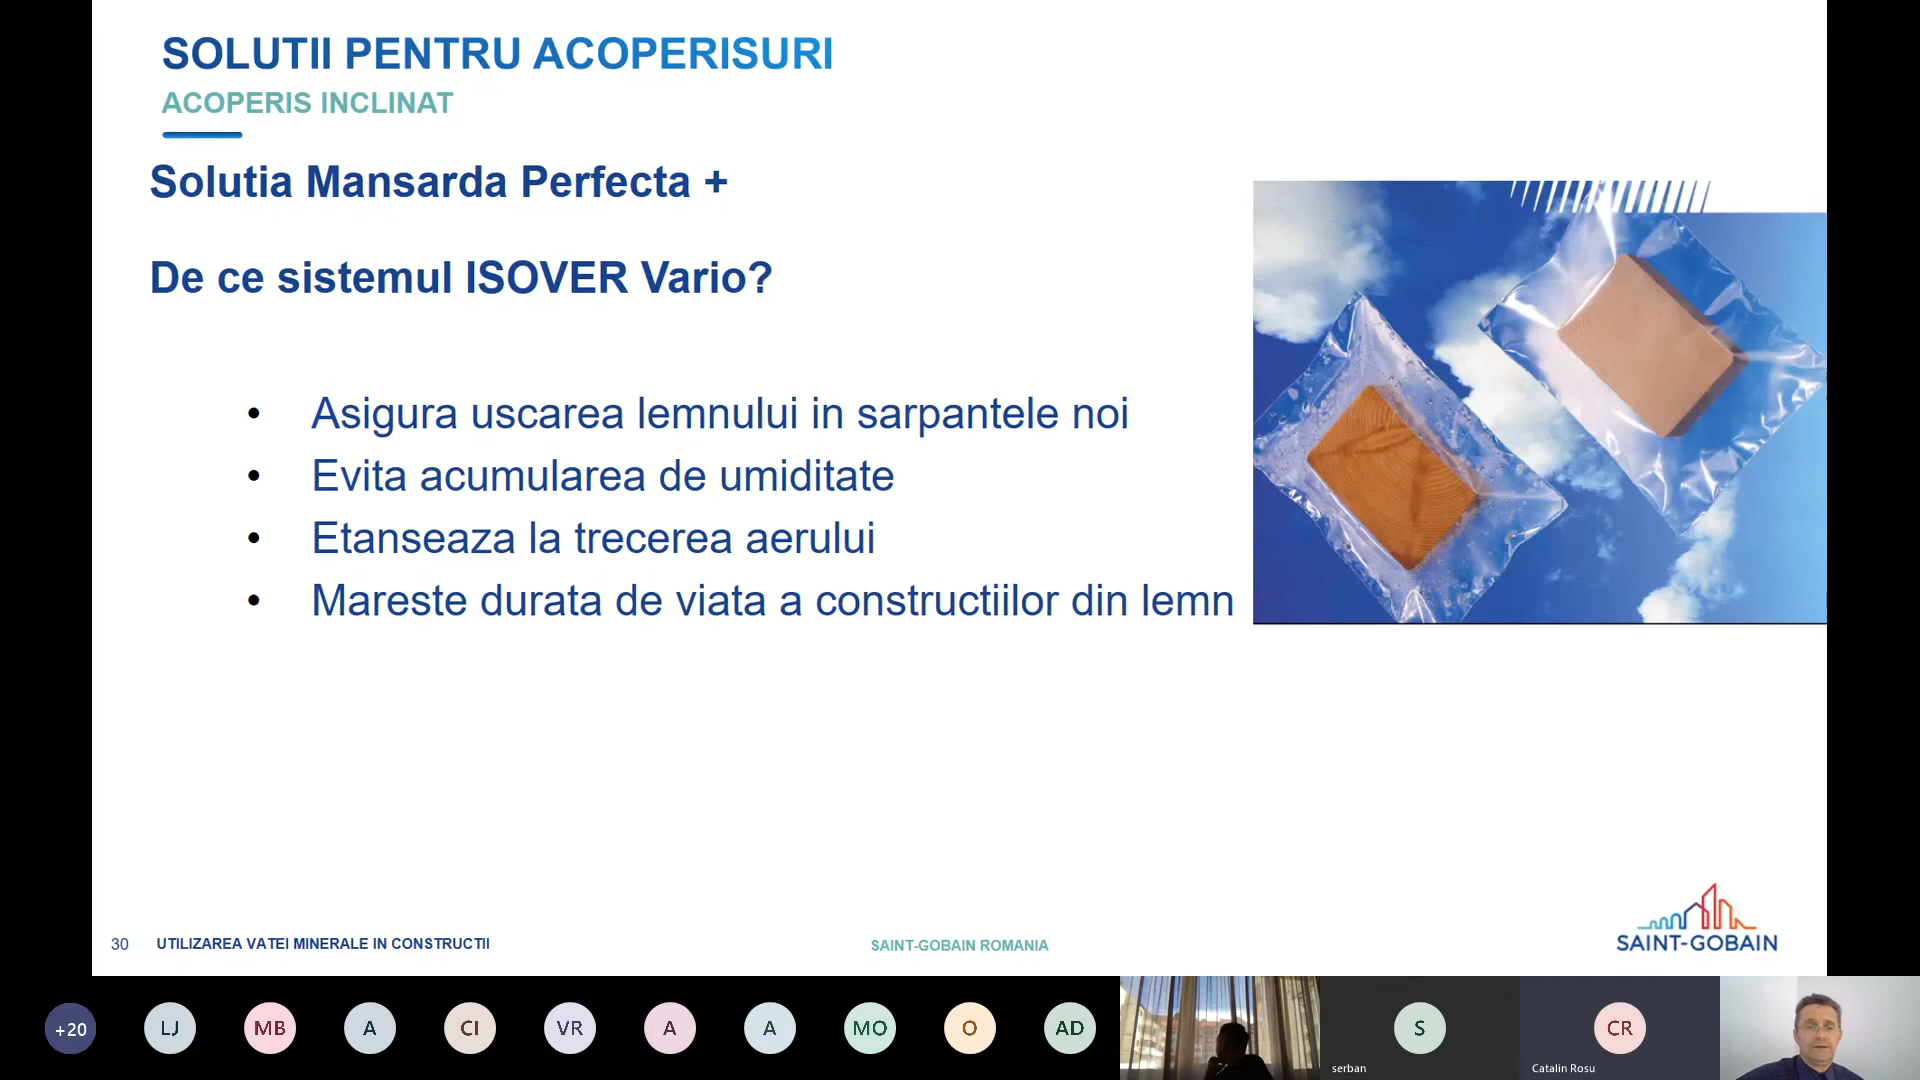 SOLUTII PENTRU ACOPERISURI
ACOPERIS INCLINAT
Solutia Mansarda Perfecta +
De ce sistemul ISOVER Vario?
• Asigura uscarea lemnului in sarpantele noi
• Evita acumularea de umiditate
• Etanseaza la trecerea aerului
• Mareste durata de viata a constructiilor din lemn
30 UTILIZAREA VATEI MINERALE IN CONSTRUCTII
SAINT-GOBAIN ROMANIA
SAINT-GOBAIN
+20 LJ MB A CI VR A A MO O AD S CR
serban
Catalin Rosu